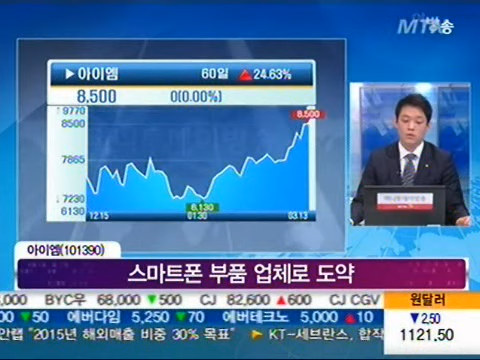 MTN
방송
▶ 아이엠 60일 ▲ 24.63%
8,500 0(0.00%)
↑9770
8500
7865
↓7230
6130
8,500
6,130
12.15 01.30 03.13
아이엠(101390)
스마트폰 부품 업체로 도약
,000 BYC우 68,000 ▼500 CJ 82,600 ▲600 CJ CGV
00 ▼50 에버다임 5,250 ▼70 에버테크노 5,000 ▲10
안랩 "2015년 해외매출 비중 30% 목표" ▶ KT-세브란스, 합작
원달러
▼2.50
1121.50